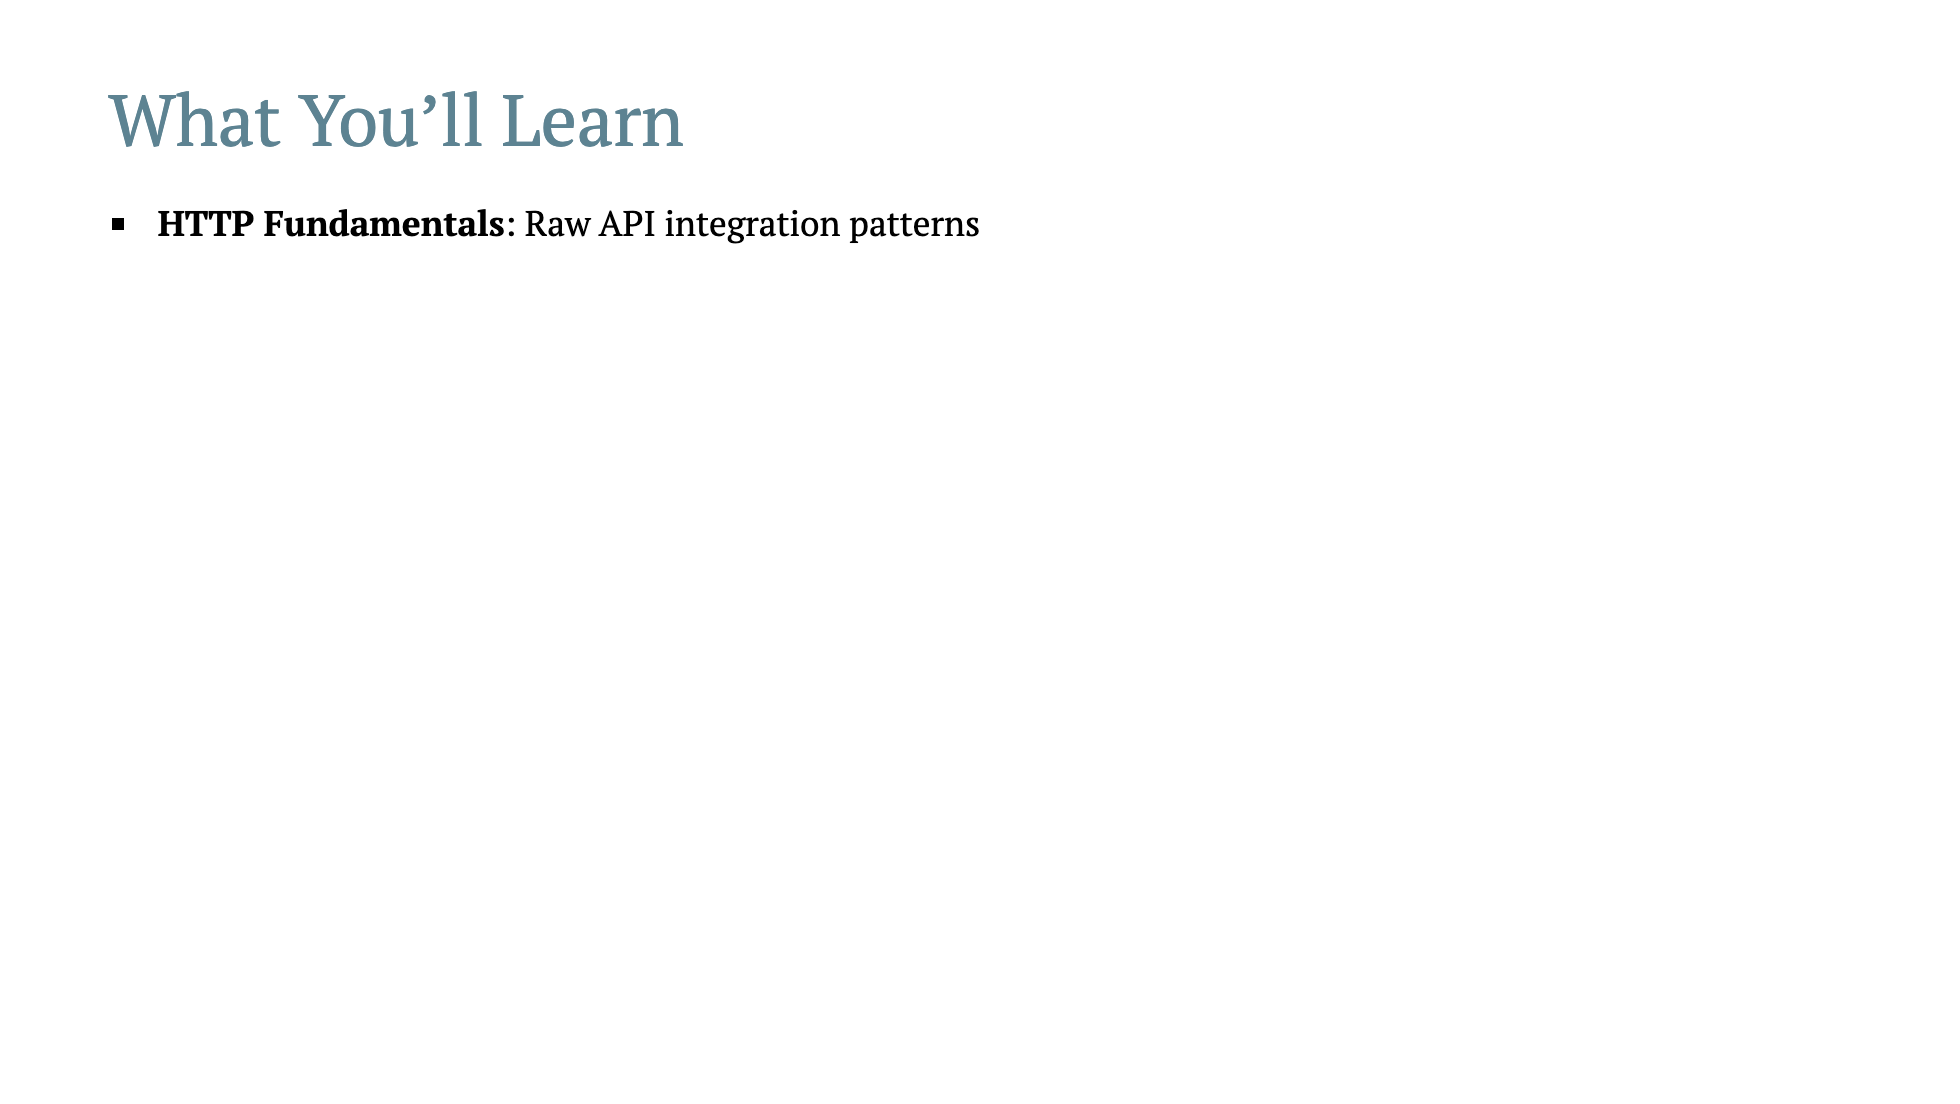 What You’ll Learn
▪ HTTP Fundamentals: Raw API integration patterns